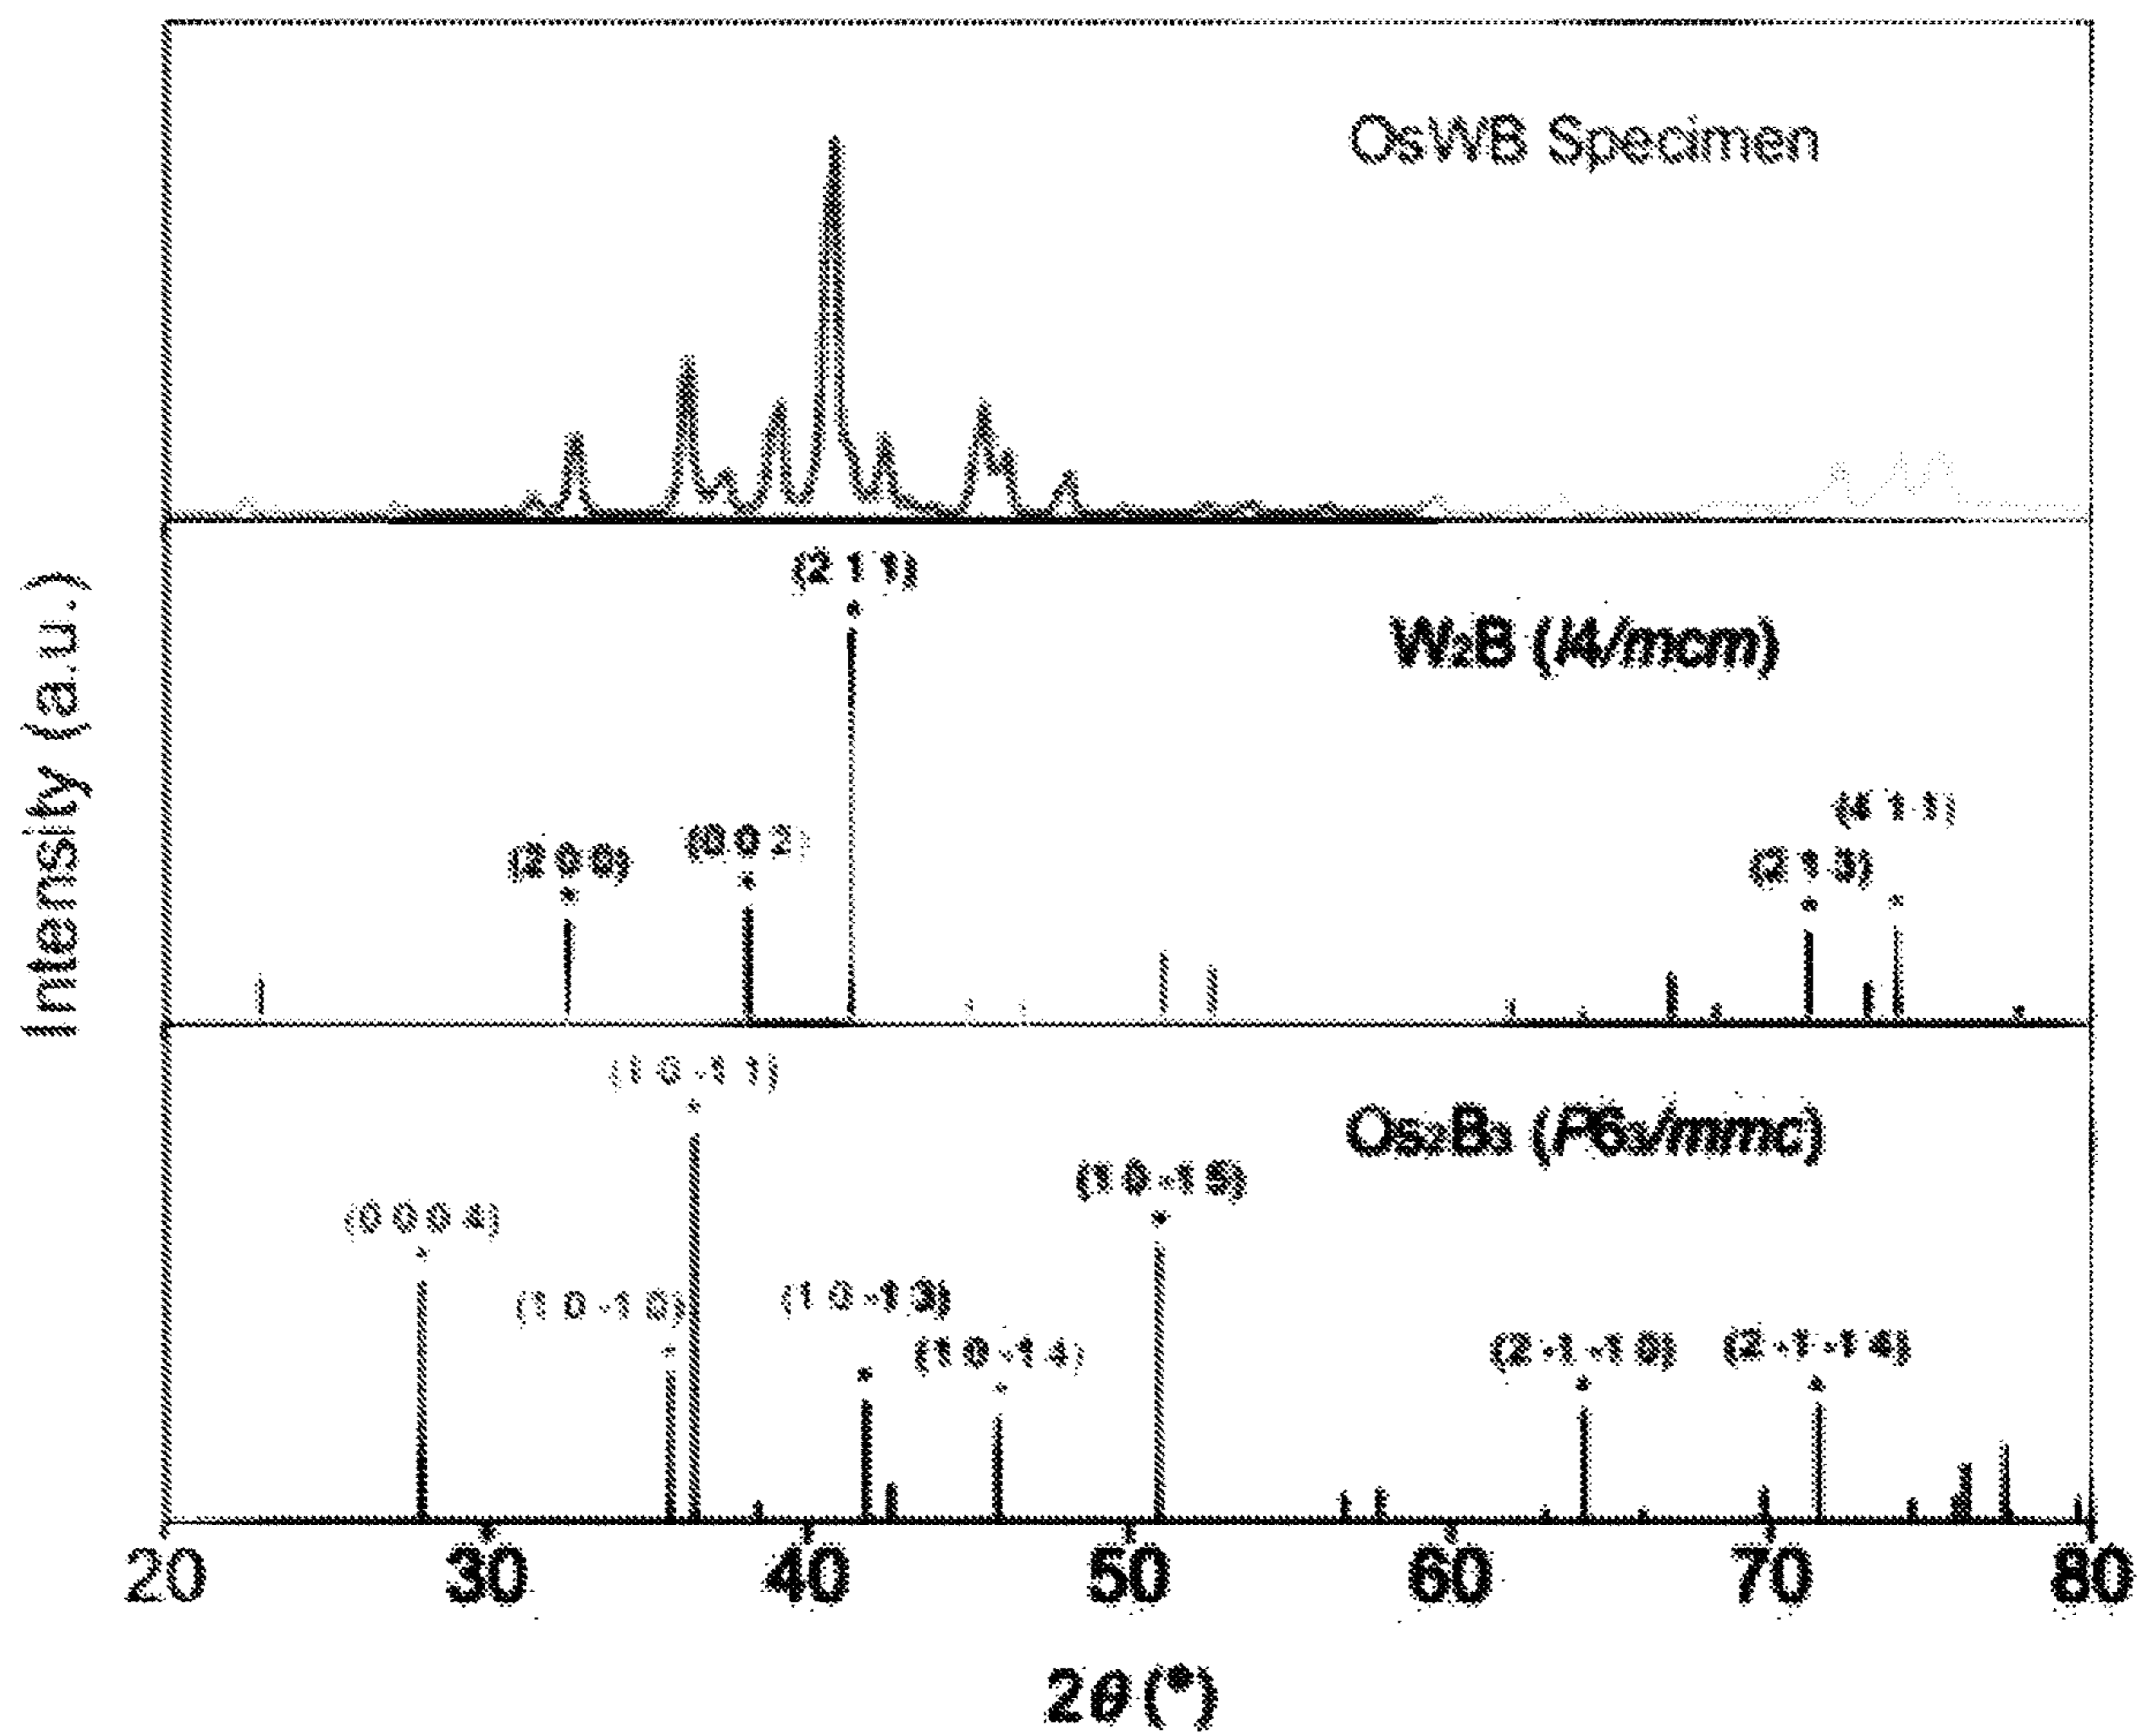 OsWB Specimen
(2 1 1)
W₂B (I4/mcm)
(2 0 0)
(0 0 2)
(2 1 3)
(4 1 1)
Os₂B₃ (P6₃/mmc)
(1 0 -1 1)
(0 0 0 4)
(1 0 -1 0)
(1 0 -1 3)
(1 0 -1 4)
(1 0 -1 5)
(2 -1 -1 0)
(2 -1 -1 4)
20 30 40 50 60 70 80
2θ (°)
Intensity (a.u.)